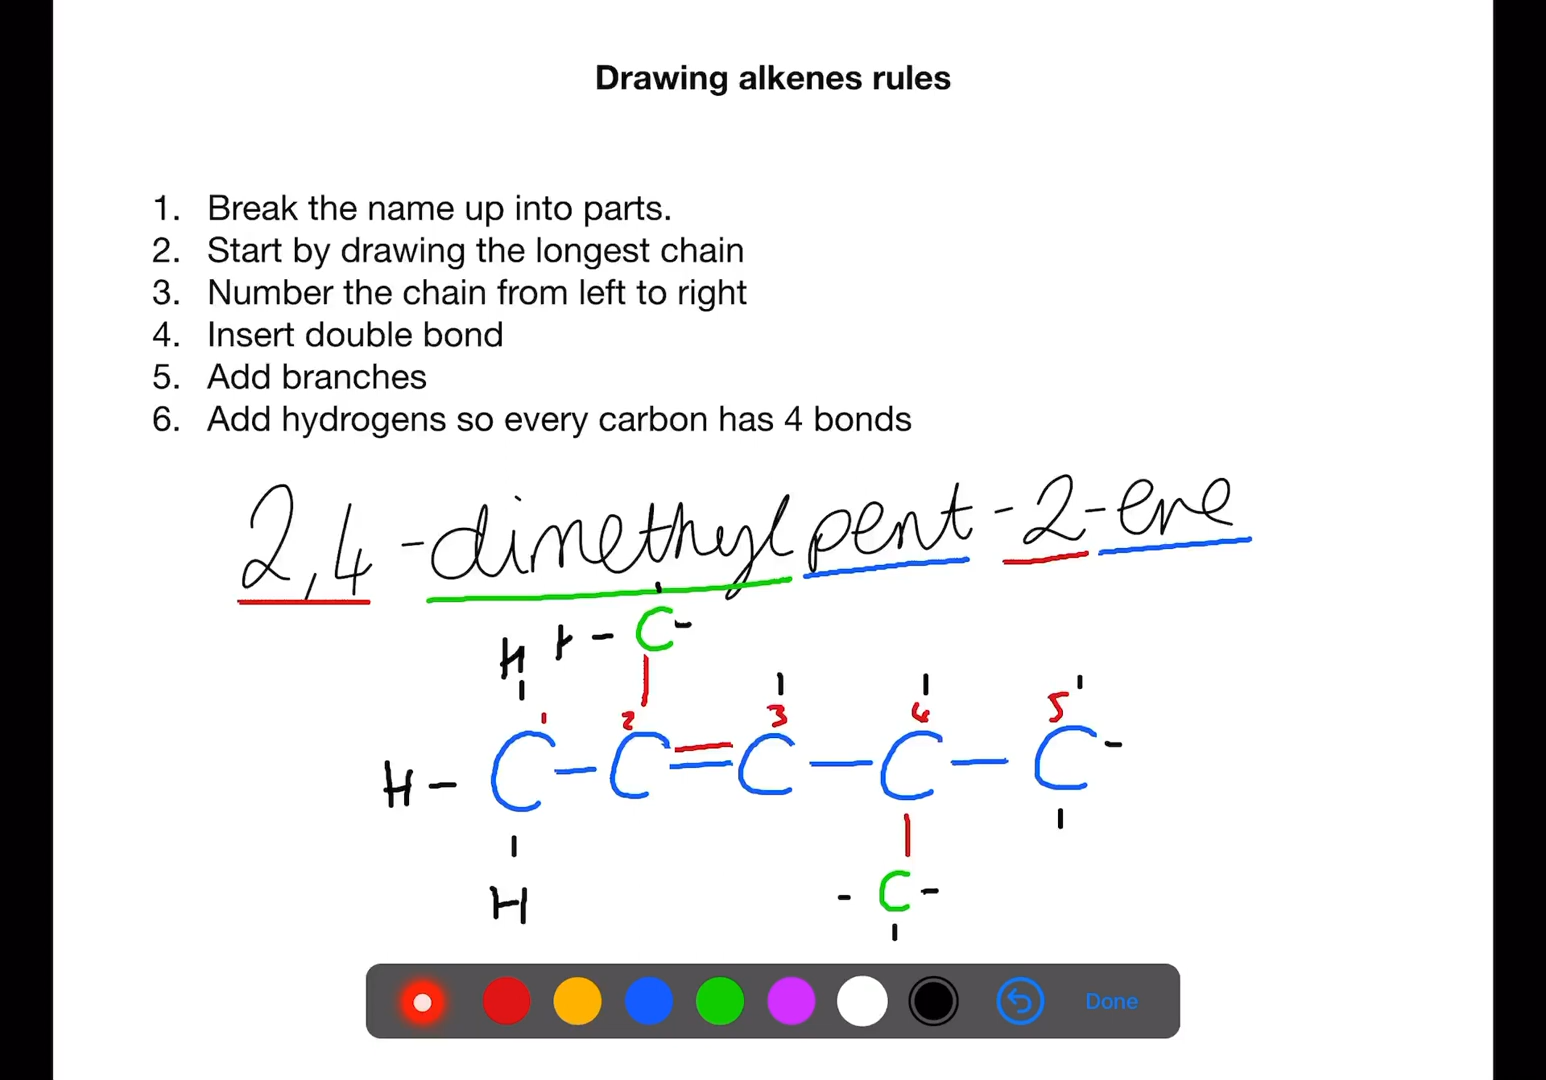 Drawing alkenes rules
1. Break the name up into parts.
2. Start by drawing the longest chain
3. Number the chain from left to right
4. Insert double bond
5. Add branches
6. Add hydrogens so every carbon has 4 bonds
2,4-dimethylpent-2-ene
H - C -
H
1 2 3 4 5
H - C - C = C - C - C -
H - C -
Done